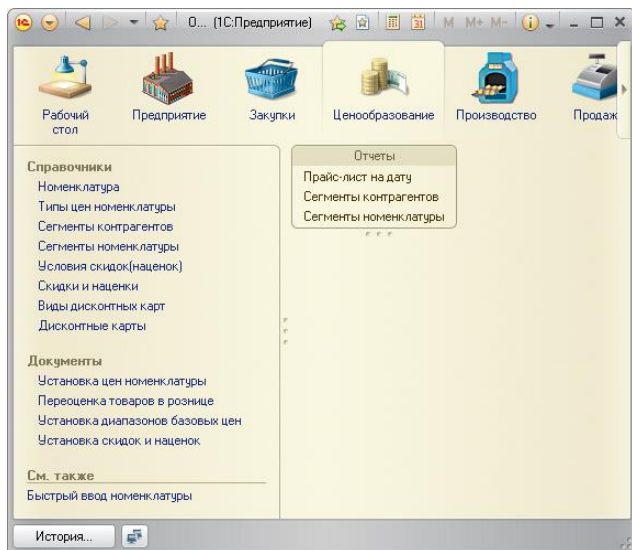 О... (1С:Предприятие)
M M+ M-
Рабочий стол
Предприятие
Закупки
Ценообразование
Производство
Продаж
Справочники
Номенклатура
Типы цен номенклатуры
Сегменты контрагентов
Сегменты номенклатуры
Условия скидок(наценок)
Скидки и наценки
Виды дисконтных карт
Дисконтные карты
Документы
Установка цен номенклатуры
Переоценка товаров в рознице
Установка диапазонов базовых цен
Установка скидок и наценок
См. также
Быстрый ввод номенклатуры
Отчеты
Прайс-лист на дату
Сегменты контрагентов
Сегменты номенклатуры
История...